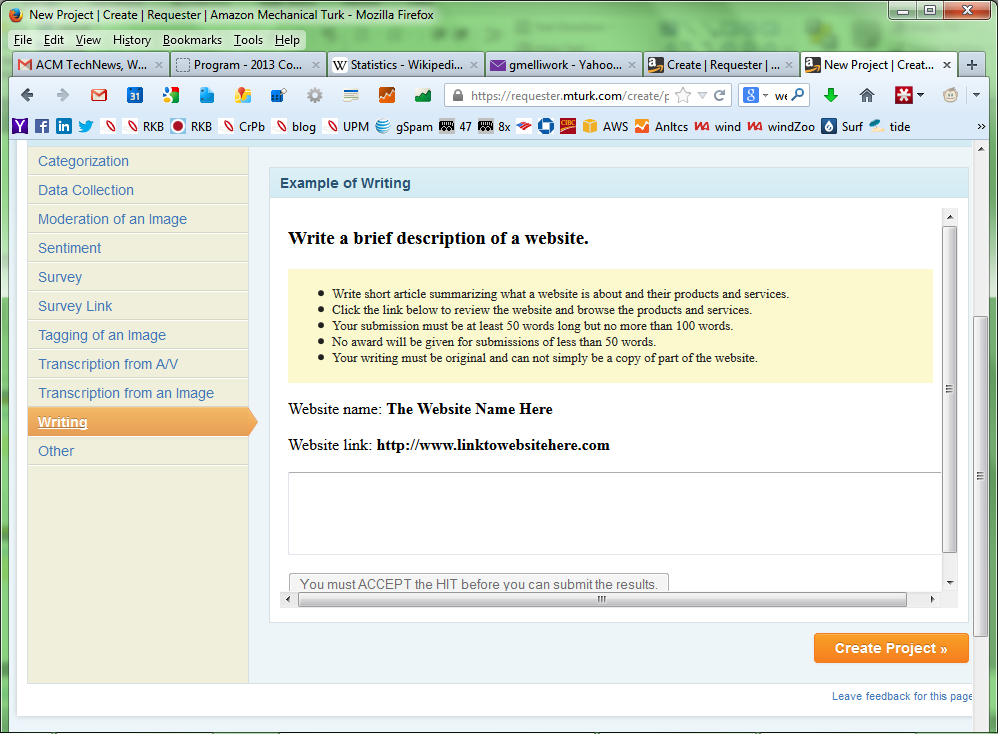 New Project | Create | Requester | Amazon Mechanical Turk - Mozilla Firefox
File Edit View History Bookmarks Tools Help
ACM TechNews, W... × Program - 2013 Co... × Statistics - Wikipedi... × gmelliwork - Yahoo... × Create | Requester | ... × New Project | Creat... ×
31 https://requester.mturk.com/create/p 8 we
RKB RKB CrPb blog UPM gSpam 47 8x CIBC AWS Anltcs wind windZoo Surf tide »
Categorization
Data Collection
Moderation of an Image
Sentiment
Survey
Survey Link
Tagging of an Image
Transcription from A/V
Transcription from an Image
Writing
Other
Example of Writing
Write a brief description of a website.
• Write short article summarizing what a website is about and their products and services.
• Click the link below to review the website and browse the products and services.
• Your submission must be at least 50 words long but no more than 100 words.
• No award will be given for submissions of less than 50 words.
• Your writing must be original and can not simply be a copy of part of the website.
Website name: The Website Name Here
Website link: http://www.linktowebsitehere.com
You must ACCEPT the HIT before you can submit the results.
Create Project »
Leave feedback for this page